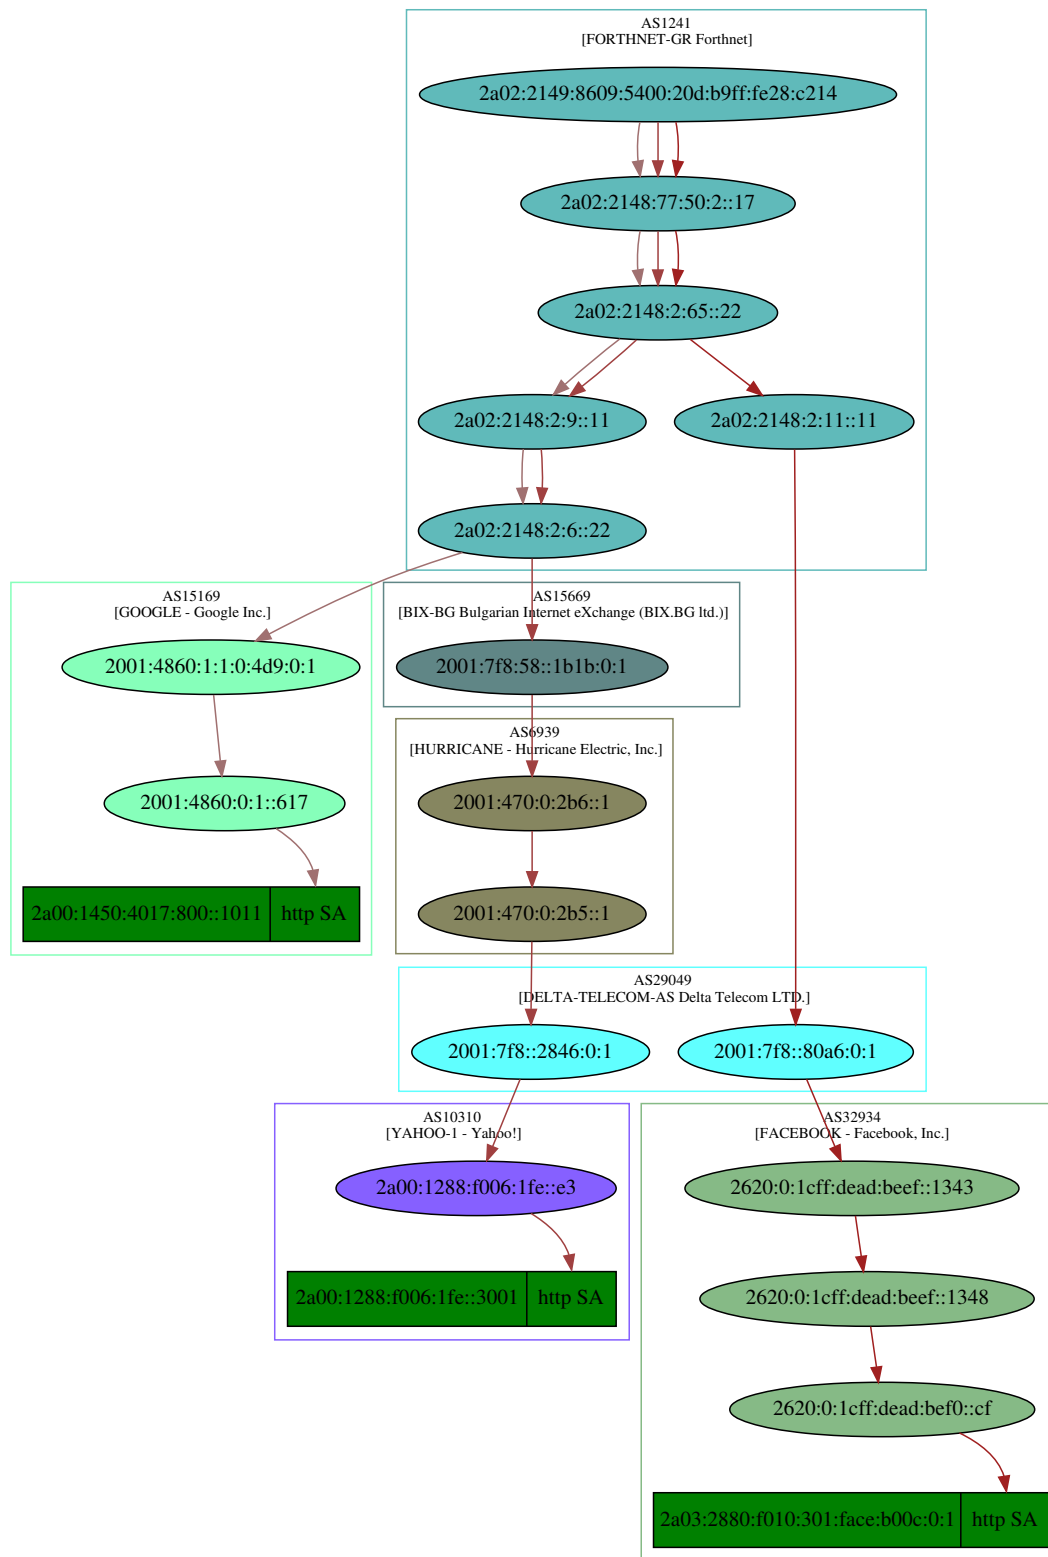 AS1241
[FORTHNET-GR Forthnet]
2a02:2149:8609:5400:20d:b9ff:fe28:c214
2a02:2148:77:50:2::17
2a02:2148:2:65::22
2a02:2148:2:9::11
2a02:2148:2:11::11
2a02:2148:2:6::22
AS15169
[GOOGLE - Google Inc.]
2001:4860:1:1:0:4d9:0:1
2001:4860:0:1::617
2a00:1450:4017:800::1011
http SA
AS15669
[BIX-BG Bulgarian Internet eXchange (BIX.BG ltd.)]
2001:7f8:58::1b1b:0:1
AS6939
[HURRICANE - Hurricane Electric, Inc.]
2001:470:0:2b6::1
2001:470:0:2b5::1
AS29049
[DELTA-TELECOM-AS Delta Telecom LTD.]
2001:7f8::2846:0:1
2001:7f8::80a6:0:1
AS10310
[YAHOO-1 - Yahoo!]
2a00:1288:f006:1fe::e3
2a00:1288:f006:1fe::3001
http SA
AS32934
[FACEBOOK - Facebook, Inc.]
2620:0:1cff:dead:beef::1343
2620:0:1cff:dead:beef::1348
2620:0:1cff:dead:bef0::cf
2a03:2880:f010:301:face:b00c:0:1
http SA